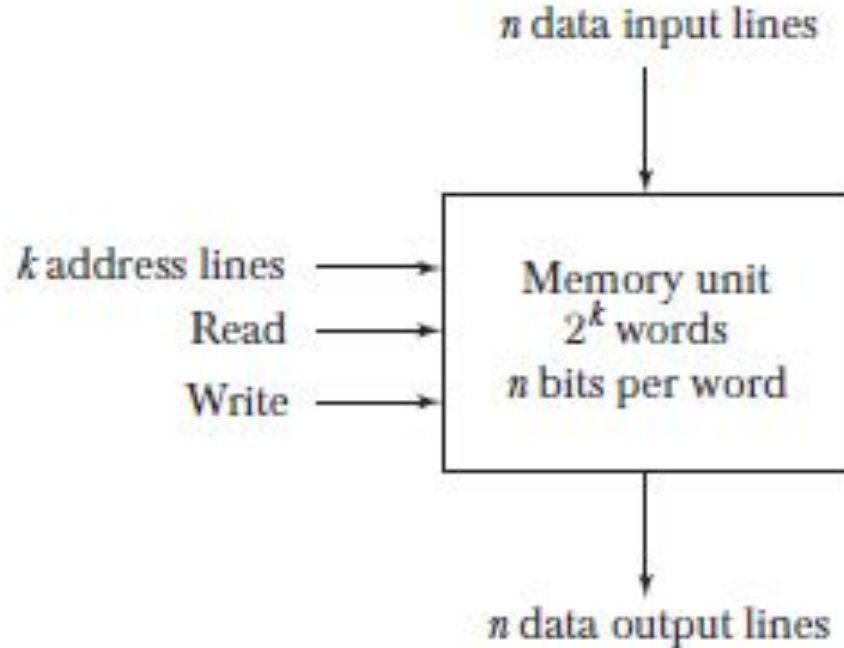 n data input lines
k address lines
Read
Write
Memory unit
2^k words
n bits per word
n data output lines